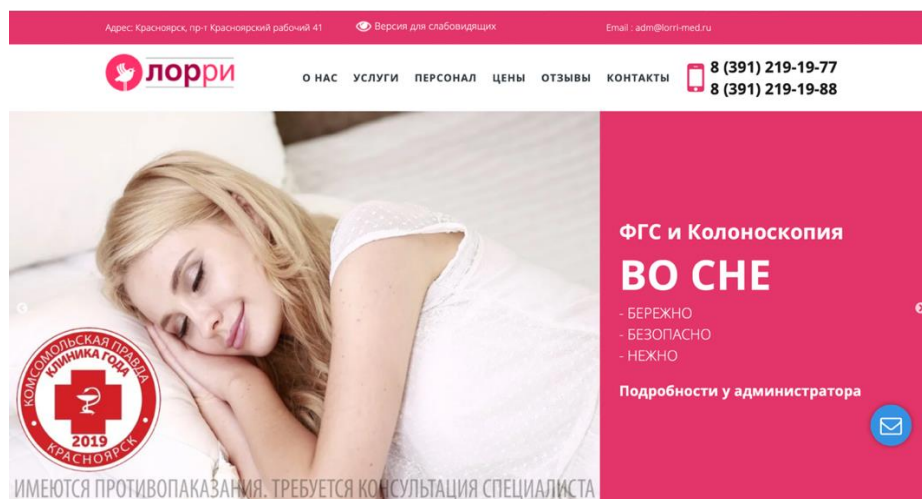 Адрес: Красноярск, пр-т Красноярский рабочий 41
Версия для слабовидящих
Email : adm@lorri-med.ru
лорри
О НАС УСЛУГИ ПЕРСОНАЛ ЦЕНЫ ОТЗЫВЫ КОНТАКТЫ
8 (391) 219-19-77
8 (391) 219-19-88
ФГС и Колоноскопия
ВО СНЕ
- БЕРЕЖНО
- БЕЗОПАСНО
- НЕЖНО
Подробности у администратора
КОМСОМОЛЬСКАЯ ПРАВДА
КЛИНИКА ГОДА
2019
КРАСНОЯРСК
ИМЕЮТСЯ ПРОТИВОПАКАЗАНИЯ. ТРЕБУЕТСЯ КОНСУЛЬТАЦИЯ СПЕЦИАЛИСТА